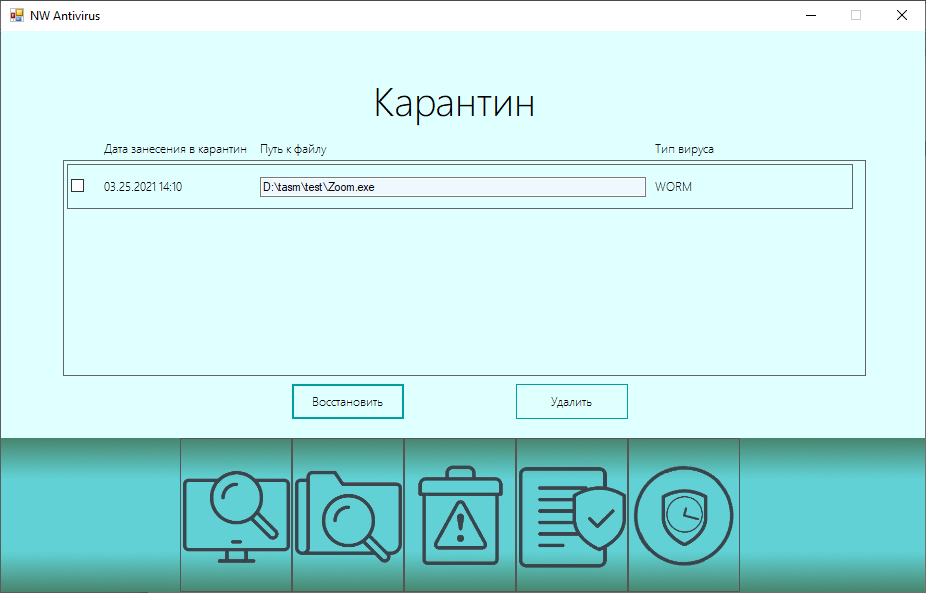 NW Antivirus
Карантин
Дата занесения в карантин Путь к файлу Тип вируса
03.25.2021 14:10 D:\tasm\test\Zoom.exe WORM
Восстановить Удалить